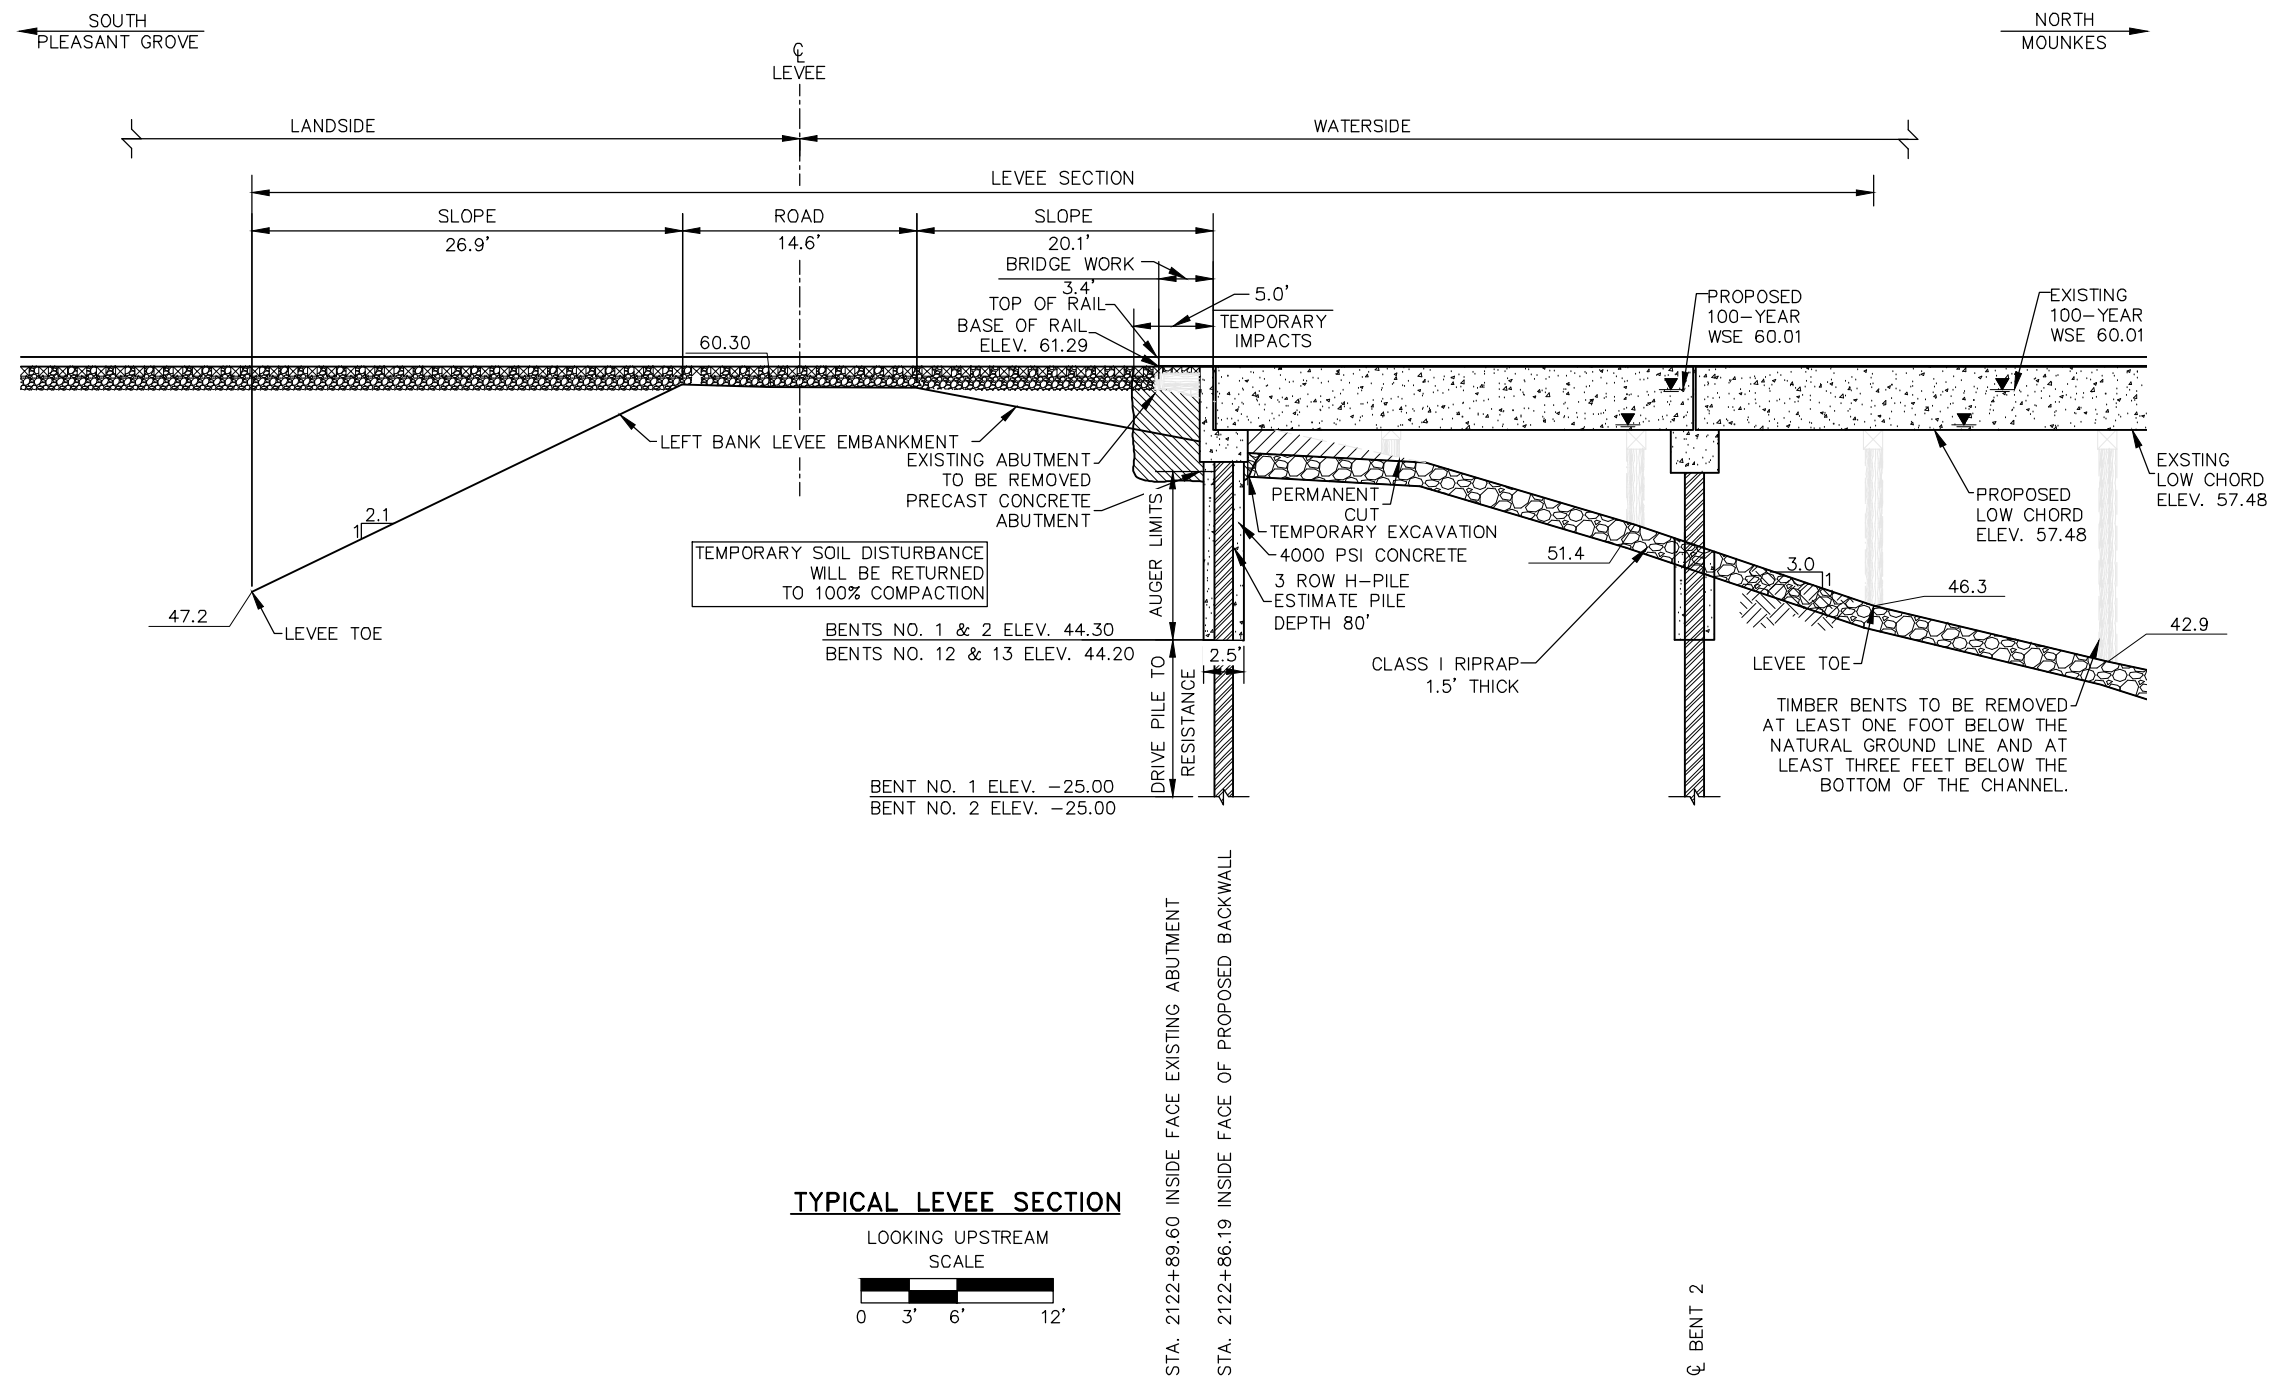 SOUTH
PLEASANT GROVE
NORTH
MOUNKES
℄
LEVEE
LANDSIDE
WATERSIDE
LEVEE SECTION
SLOPE
26.9'
ROAD
14.6'
SLOPE
20.1'
BRIDGE WORK
3.4'
TOP OF RAIL
BASE OF RAIL
ELEV. 61.29
5.0'
TEMPORARY
IMPACTS
PROPOSED
100-YEAR
WSE 60.01
EXISTING
100-YEAR
WSE 60.01
60.30
LEFT BANK LEVEE EMBANKMENT
EXISTING ABUTMENT
TO BE REMOVED
PRECAST CONCRETE
ABUTMENT
2.1
1
TEMPORARY SOIL DISTURBANCE
WILL BE RETURNED
TO 100% COMPACTION
47.2
LEVEE TOE
AUGER LIMITS
PERMANENT
CUT
TEMPORARY EXCAVATION
4000 PSI CONCRETE
3 ROW H-PILE
ESTIMATE PILE
DEPTH 80'
51.4
3.0
1
46.3
42.9
EXSTING
LOW CHORD
ELEV. 57.48
PROPOSED
LOW CHORD
ELEV. 57.48
BENTS NO. 1 & 2 ELEV. 44.30
BENTS NO. 12 & 13 ELEV. 44.20
2.5'
DRIVE PILE TO
RESISTANCE
CLASS I RIPRAP
1.5' THICK
LEVEE TOE
TIMBER BENTS TO BE REMOVED
AT LEAST ONE FOOT BELOW THE
NATURAL GROUND LINE AND AT
LEAST THREE FEET BELOW THE
BOTTOM OF THE CHANNEL.
BENT NO. 1 ELEV. -25.00
BENT NO. 2 ELEV. -25.00
STA. 2122+89.60 INSIDE FACE EXISTING ABUTMENT
STA. 2122+86.19 INSIDE FACE OF PROPOSED BACKWALL
℄ BENT 2
TYPICAL LEVEE SECTION
LOOKING UPSTREAM
SCALE
0 3' 6' 12'